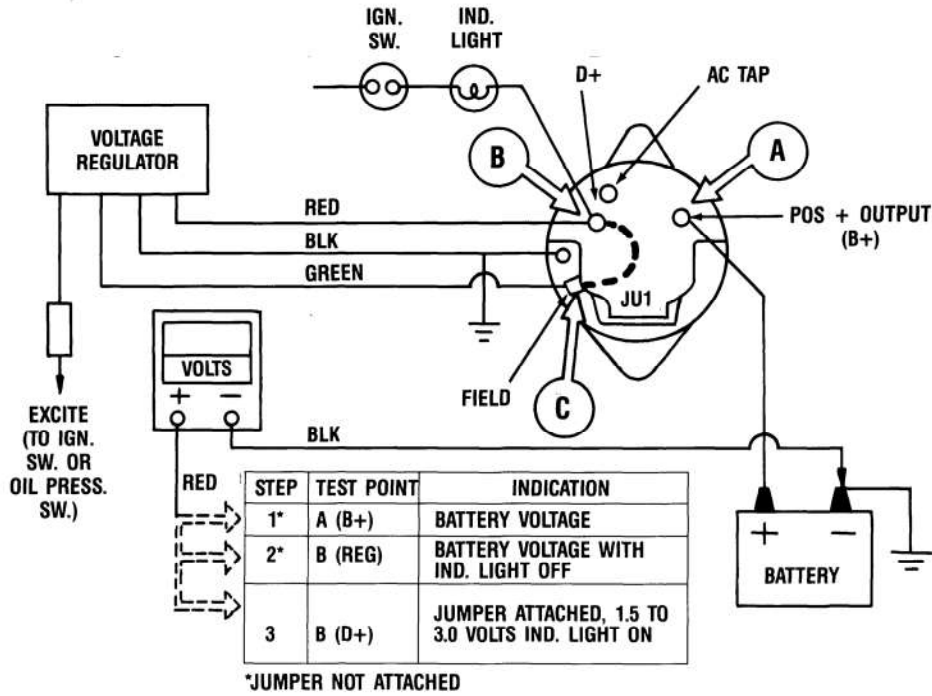 IGN.
SW.
IND.
LIGHT
D+
AC TAP
VOLTAGE
REGULATOR
B
A
RED
POS + OUTPUT
(B+)
BLK
GREEN
JU1
VOLTS
+ −
FIELD
C
EXCITE
(TO IGN.
SW. OR
OIL PRESS.
SW.)
BLK
RED
STEP TEST POINT INDICATION
1* A (B+) BATTERY VOLTAGE
2* B (REG) BATTERY VOLTAGE WITH
IND. LIGHT OFF
3 B (D+) JUMPER ATTACHED, 1.5 TO
3.0 VOLTS IND. LIGHT ON
*JUMPER NOT ATTACHED
+ −
BATTERY